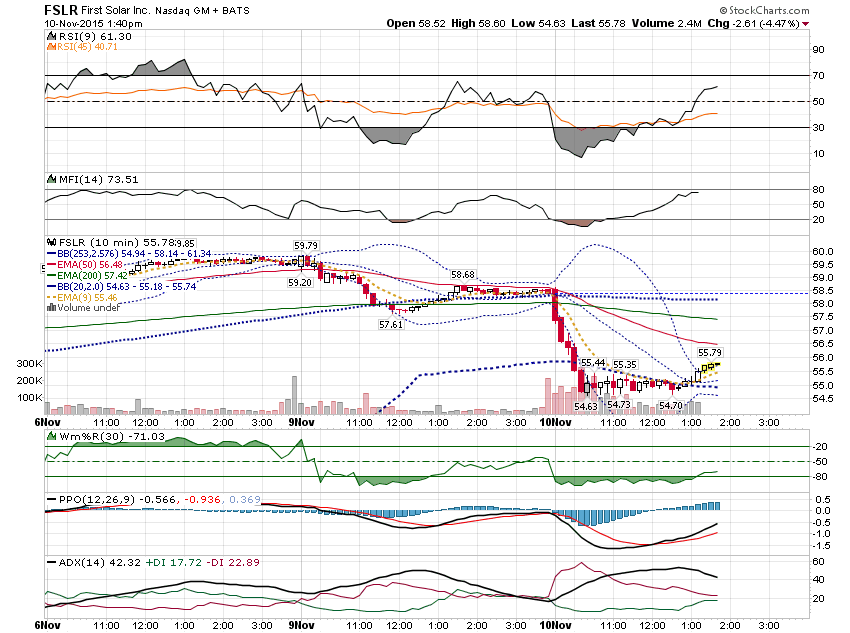 FSLR First Solar Inc. Nasdaq GM + BATS © StockCharts.com
10-Nov-2015 1:40pm Open 58.52 High 58.60 Low 54.63 Last 55.78 Volume 2.4M Chg -2.61 (-4.47%)
RSI(9) 61.30
RSI(45) 40.71
90
70
50
30
10
MFI(14) 73.51
80
50
20
FSLR (10 min) 55.78
59.85
BB(253,2.576) 54.94 - 58.14 - 61.34
EMA(50) 56.48
EMA(200) 57.42
BB(20,2.0) 54.63 - 55.18 - 55.74
EMA(9) 55.46
Volume undef
59.79
59.20
57.61
58.68
55.44
55.35
54.63
54.73
54.70
55.79
60.0
59.5
59.0
58.5
58.0
57.5
57.0
56.5
56.0
55.5
55.0
54.5
300K
200K
100K
6Nov 11:00 12:00 1:00 2:00 3:00 9Nov 11:00 12:00 1:00 2:00 3:00 10Nov 11:00 12:00 1:00 2:00 3:00
Wm%R(30) -71.03
-20
-50
-80
PPO(12,26,9) -0.566, -0.936, 0.369
0.5
0.0
-0.5
-1.0
-1.5
ADX(14) 42.32 +DI 17.72 -DI 22.89
60
40
20
6Nov 11:00 12:00 1:00 2:00 3:00 9Nov 11:00 12:00 1:00 2:00 3:00 10Nov 11:00 12:00 1:00 2:00 3:00